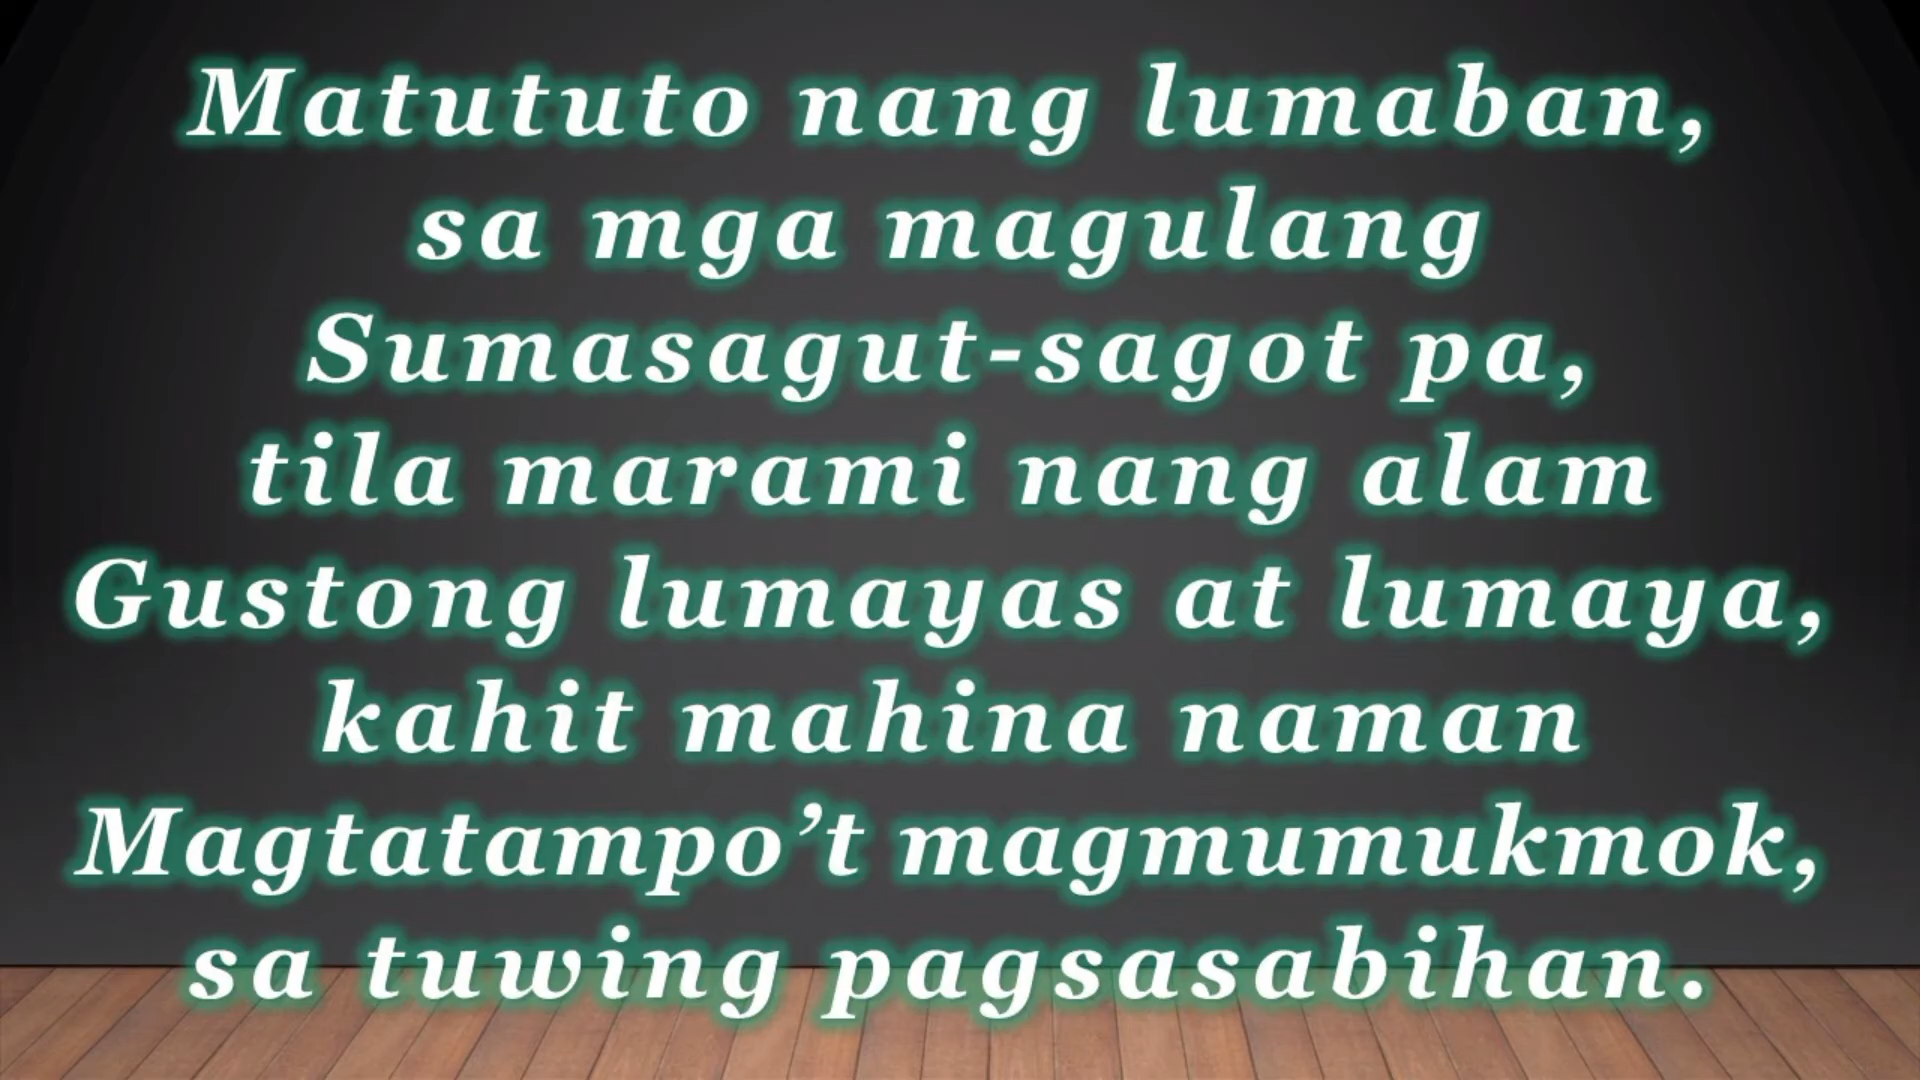 Matututo nang lumaban,
sa mga magulang
Sumasagut-sagot pa,
tila marami nang alam
Gustong lumayas at lumaya,
kahit mahina naman
Magtatampo’t magmumukmok,
sa tuwing pagsasabihan.